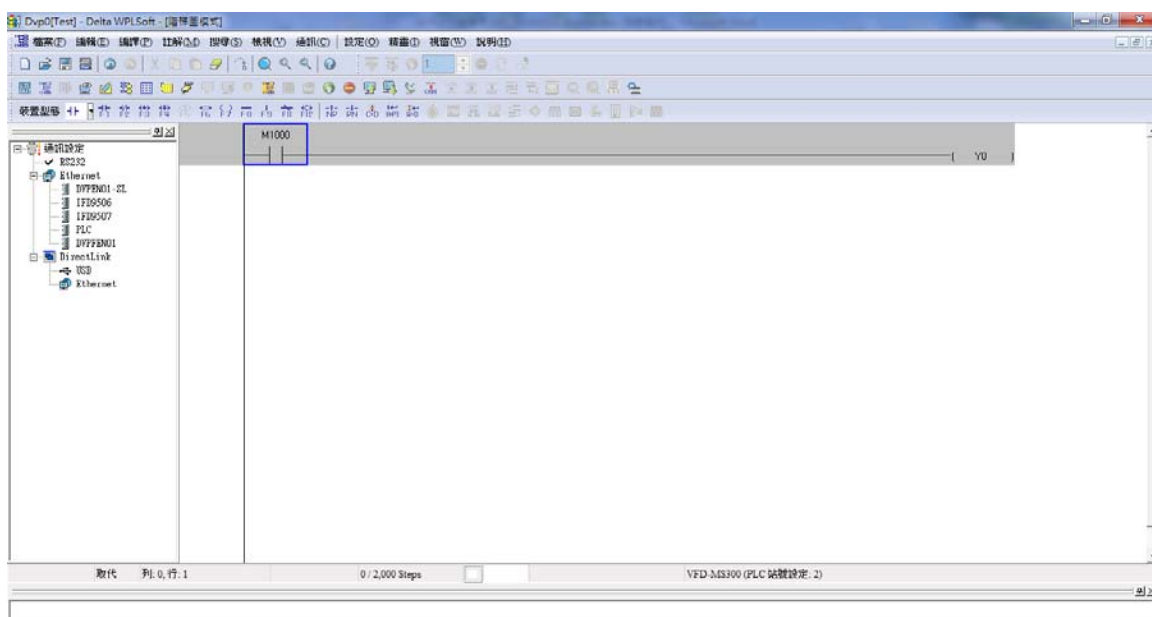 Dvp0[Test] - Delta WPLSoft - [階梯圖模式]
檔案(F) 編輯(E) 編譯(P) 註解(M) 搜尋(S) 檢視(V) 通訊(C) 設定(O) 精靈(I) 視窗(W) 說明(H)
1
裝置型態
通訊設定
RS232
Ethernet
DVPEN01-SL
IFD9506
IFD9507
PLC
DVPFEN01
DirectLink
USB
Ethernet
M1000
Y0
取代 列: 0, 行: 1 0 / 2,000 Steps VFD-MS300 (PLC 站號設定: 2)